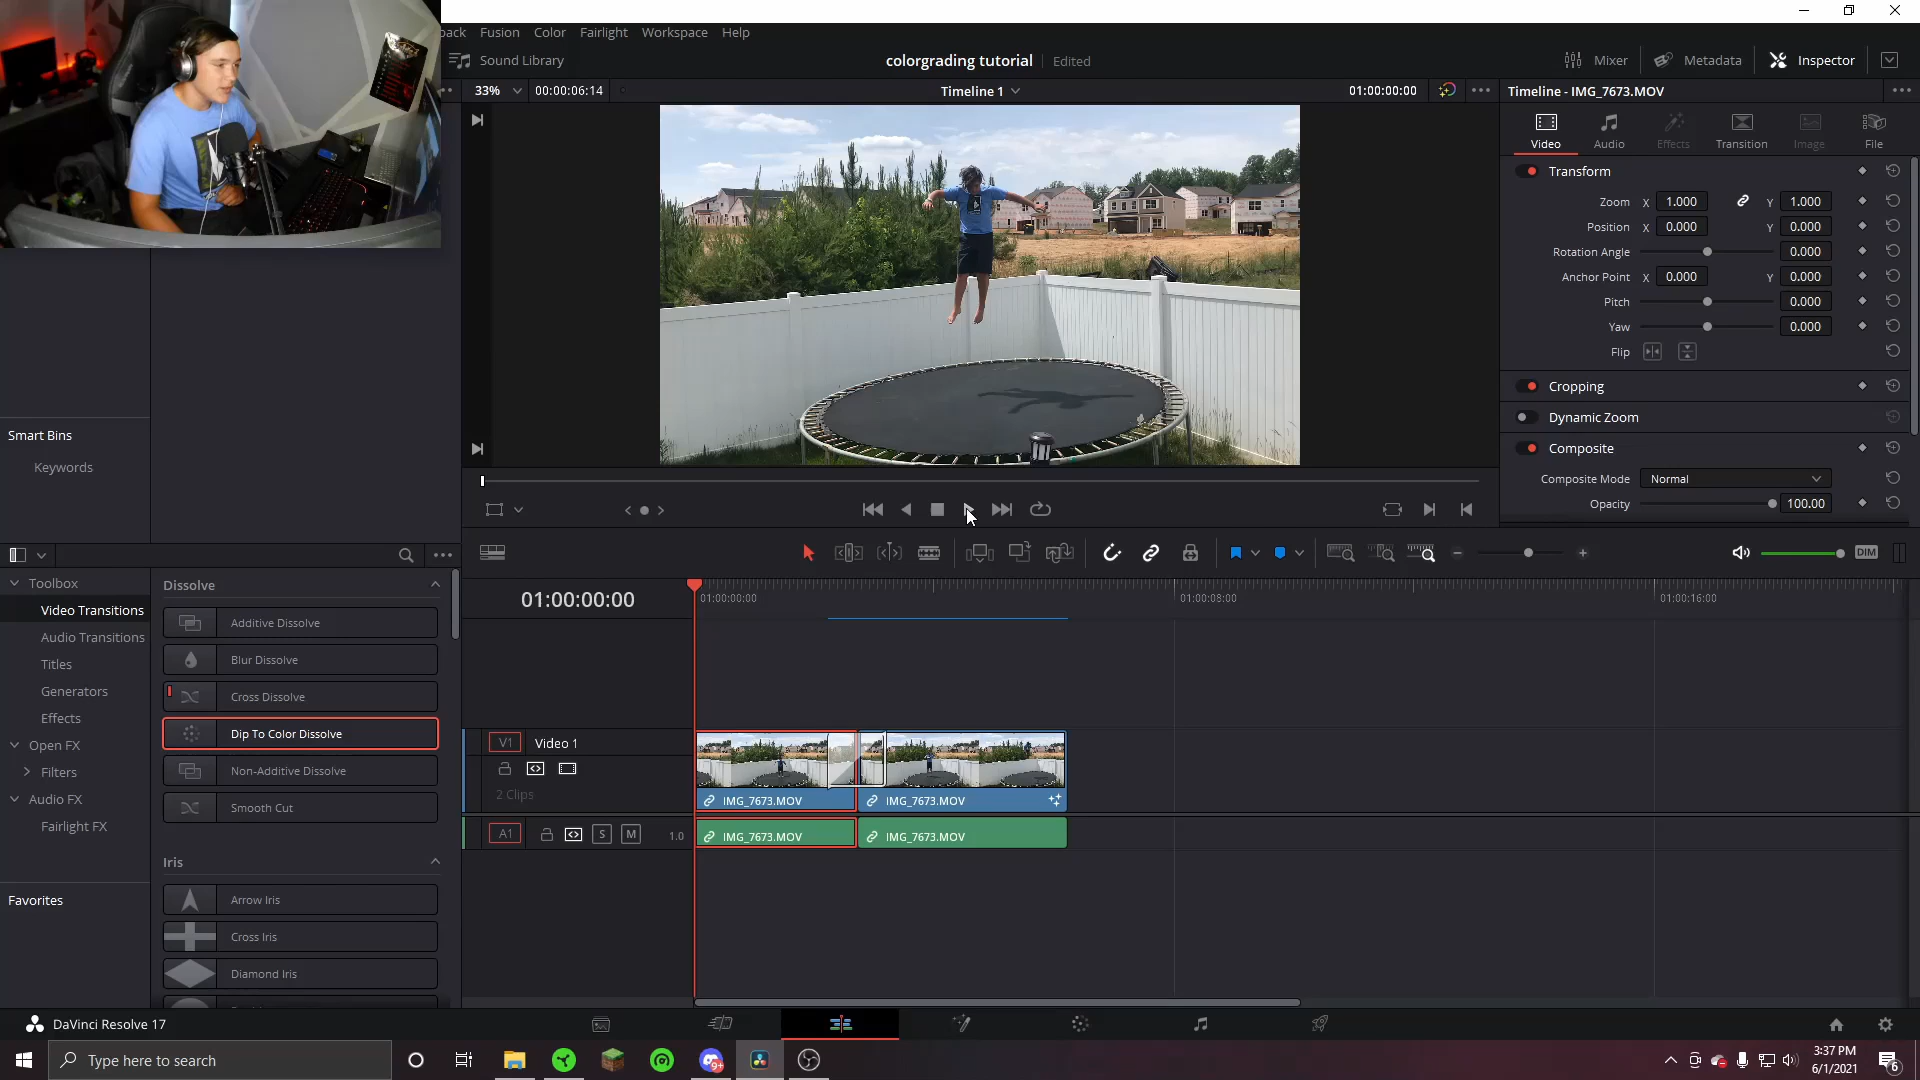 back Fusion Color Fairlight Workspace Help
Sound Library
colorgrading tutorial Edited
Mixer Metadata Inspector
33% 00:00:06:14 Timeline 1 01:00:00:00 Timeline - IMG_7673.MOV
Video Audio Effects Transition Image File
Transform
Zoom X 1.000 Y 1.000
Position X 0.000 Y 0.000
Rotation Angle 0.000
Anchor Point X 0.000 Y 0.000
Pitch 0.000
Yaw 0.000
Flip
Cropping
Dynamic Zoom
Composite
Composite Mode Normal
Opacity 100.00
Smart Bins
Keywords
Toolbox
Video Transitions
Audio Transitions
Titles
Generators
Effects
Open FX
Filters
Audio FX
Fairlight FX
Favorites
Dissolve
Additive Dissolve
Blur Dissolve
Cross Dissolve
Dip To Color Dissolve
Non-Additive Dissolve
Smooth Cut
Iris
Arrow Iris
Cross Iris
Diamond Iris
DIM
01:00:00:00 01:00:00:00 01:00:08:00 01:00:16:00
V1 Video 1
2 Clips
IMG_7673.MOV IMG_7673.MOV
A1 S M 1.0 IMG_7673.MOV IMG_7673.MOV
DaVinci Resolve 17
Type here to search
9+
3:37 PM
6/1/2021
6